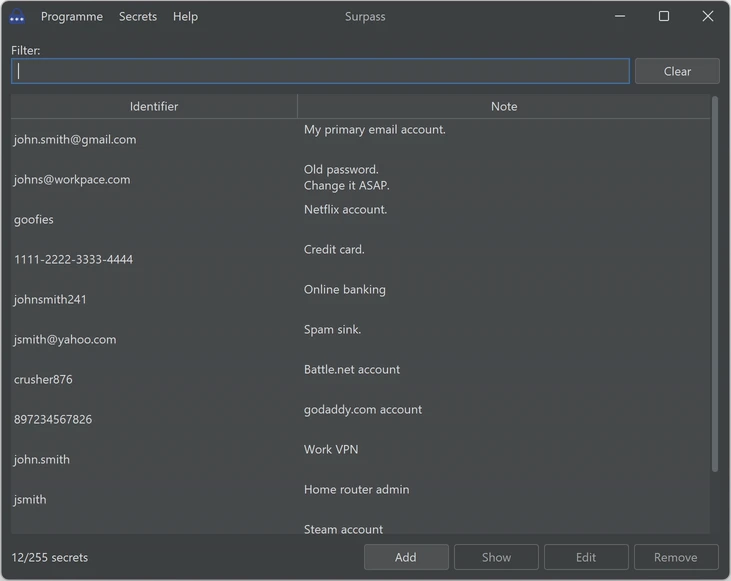 Programme Secrets Help Surpass
Filter:
Clear
Identifier Note
john.smith@gmail.com My primary email account.
johns@workpace.com Old password.
Change it ASAP.
goofies Netflix account.
1111-2222-3333-4444 Credit card.
johnsmith241 Online banking
jsmith@yahoo.com Spam sink.
crusher876 Battle.net account
897234567826 godaddy.com account
john.smith Work VPN
jsmith Home router admin
Steam account
12/255 secrets Add Show Edit Remove